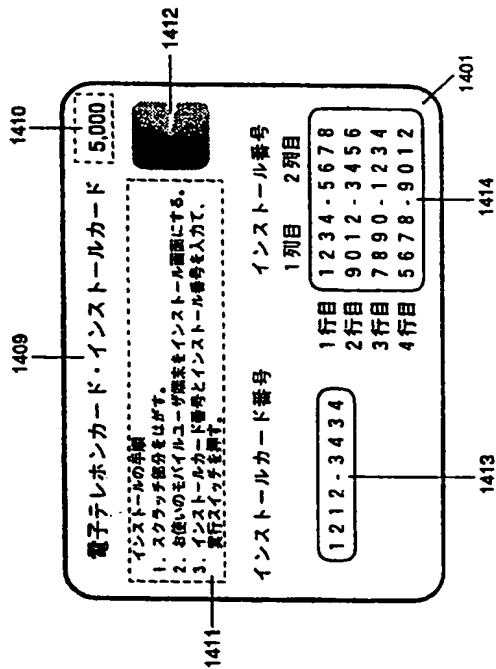 1409
1410
1412
電子テレホンカード・インストールカード
5,000
インストールの手順
1. スクラッチ部分をはがす。
2. お使いのモバイルユーザ端末をインストール画面にする。
3. インストールカード番号とインストール番号を入力て、
実行スイッチを押す。
1411
インストールカード番号
インストール番号
1列目 2列目
1212-3434
1行目 1234-5678
2行目 9012-3456
3行目 7890-1234
4行目 5678-9012
1401
1413
1414